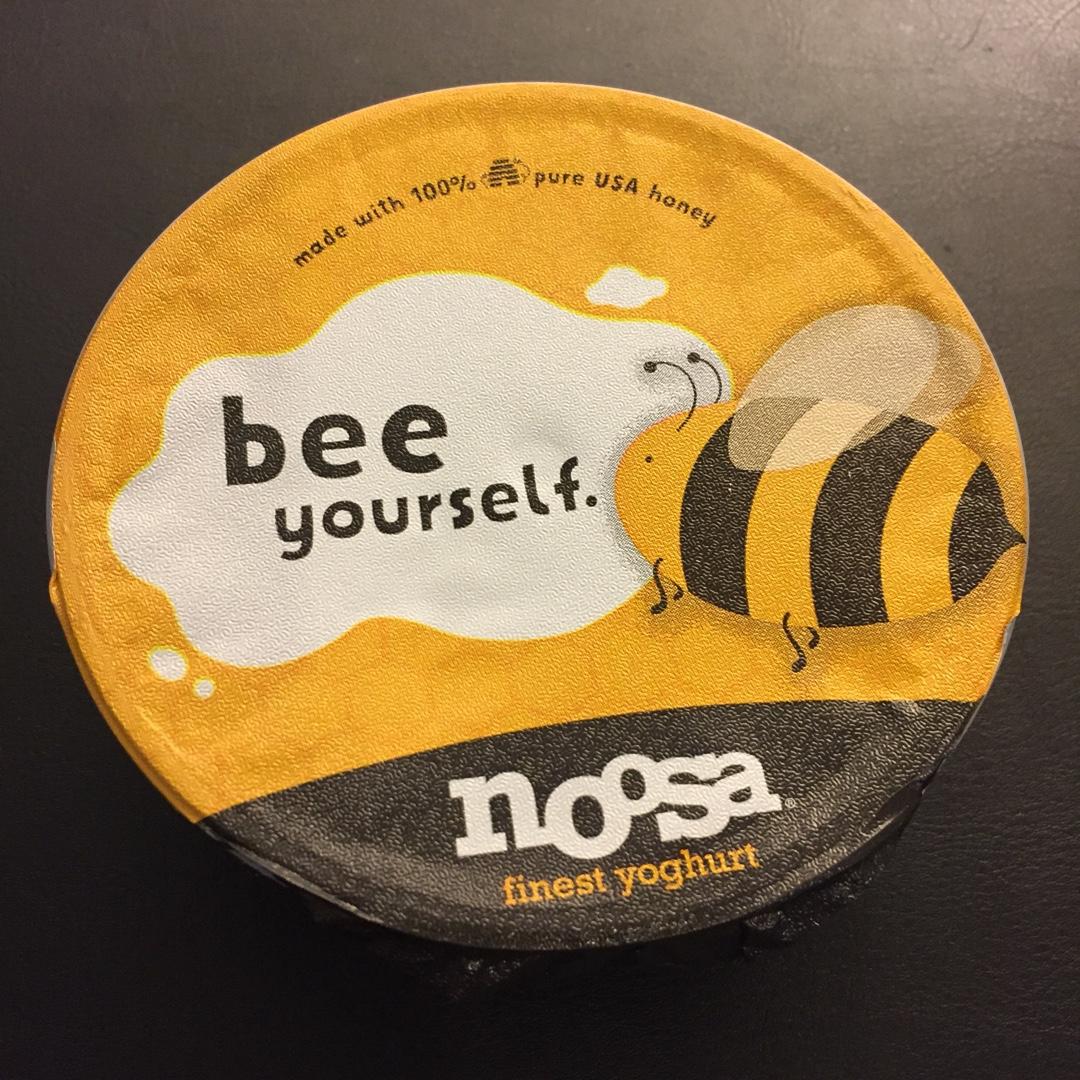 made with 100% pure USA honey
bee
yourself.
noosa®
finest yoghurt